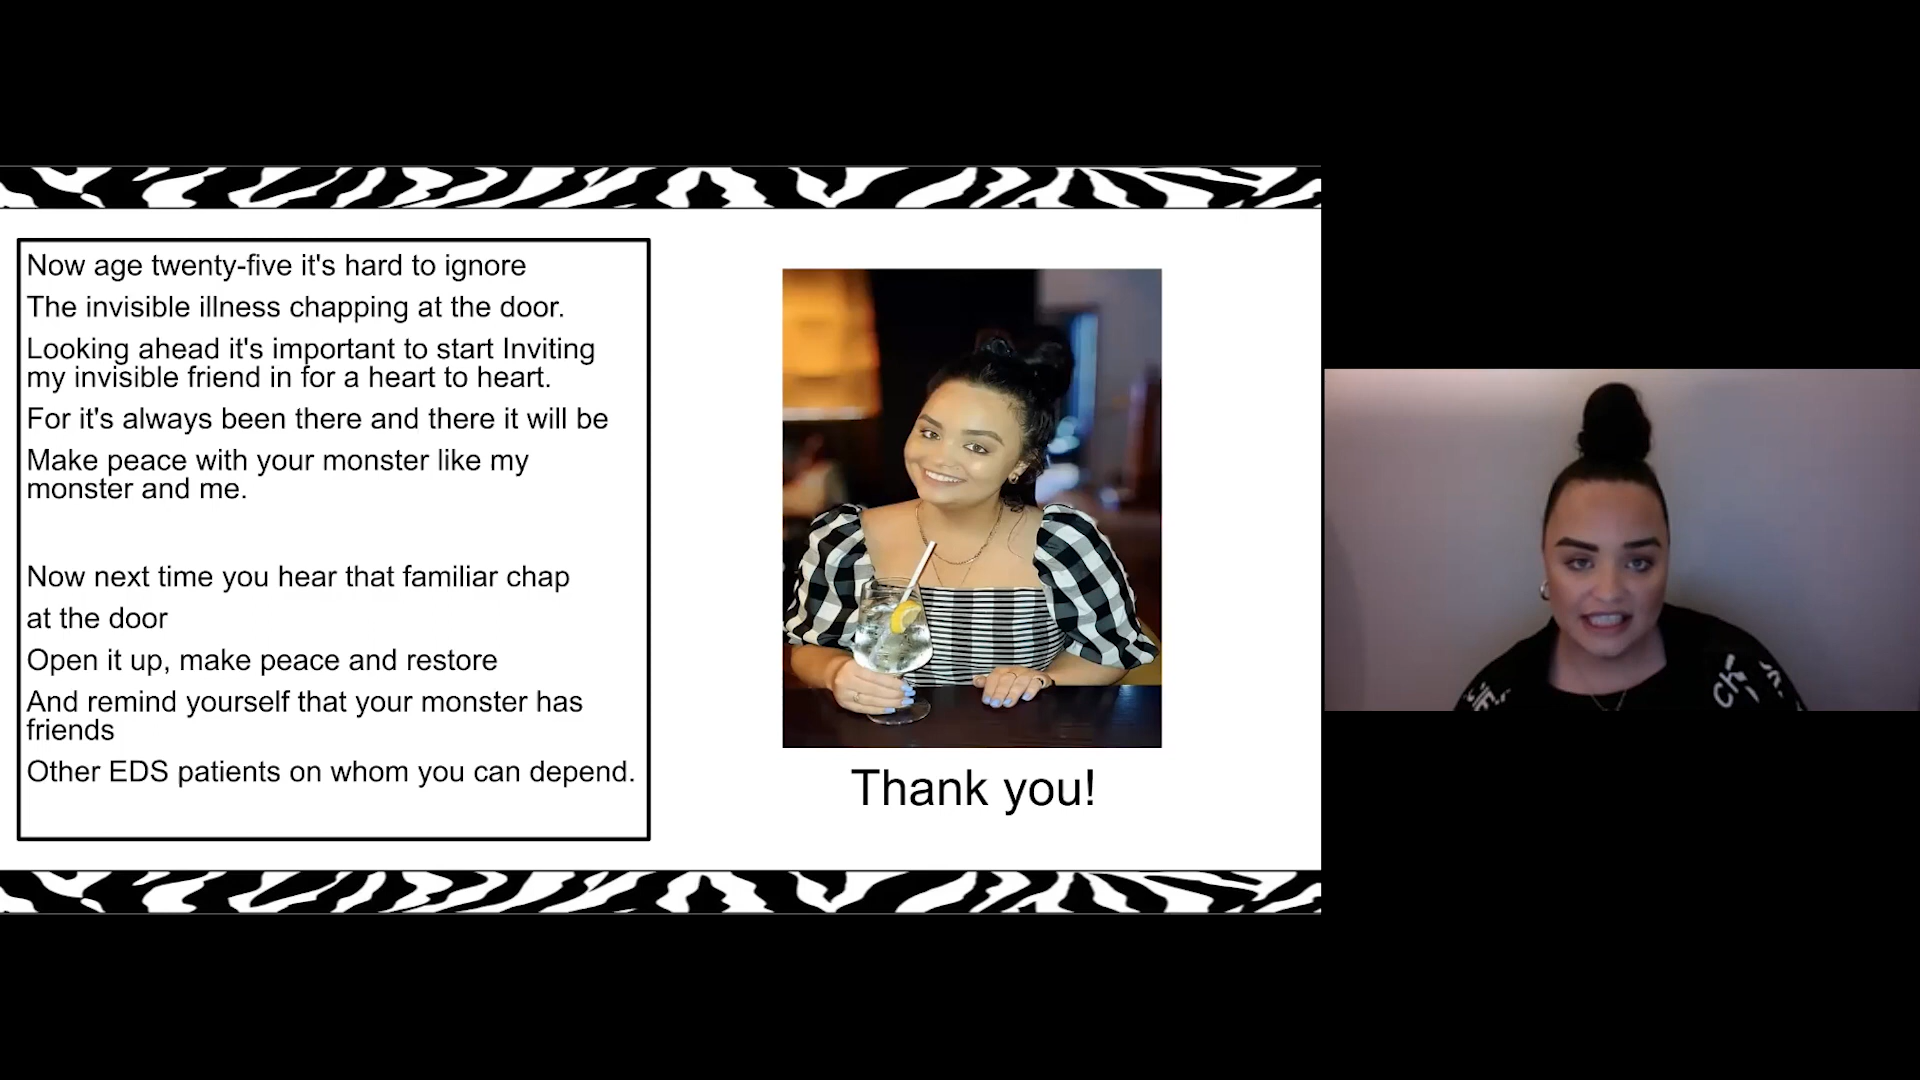 Now age twenty-five it's hard to ignore
The invisible illness chapping at the door.
Looking ahead it's important to start Inviting
my invisible friend in for a heart to heart.
For it's always been there and there it will be
Make peace with your monster like my
monster and me.
Now next time you hear that familiar chap
at the door
Open it up, make peace and restore
And remind yourself that your monster has
friends
Other EDS patients on whom you can depend.
Thank you!